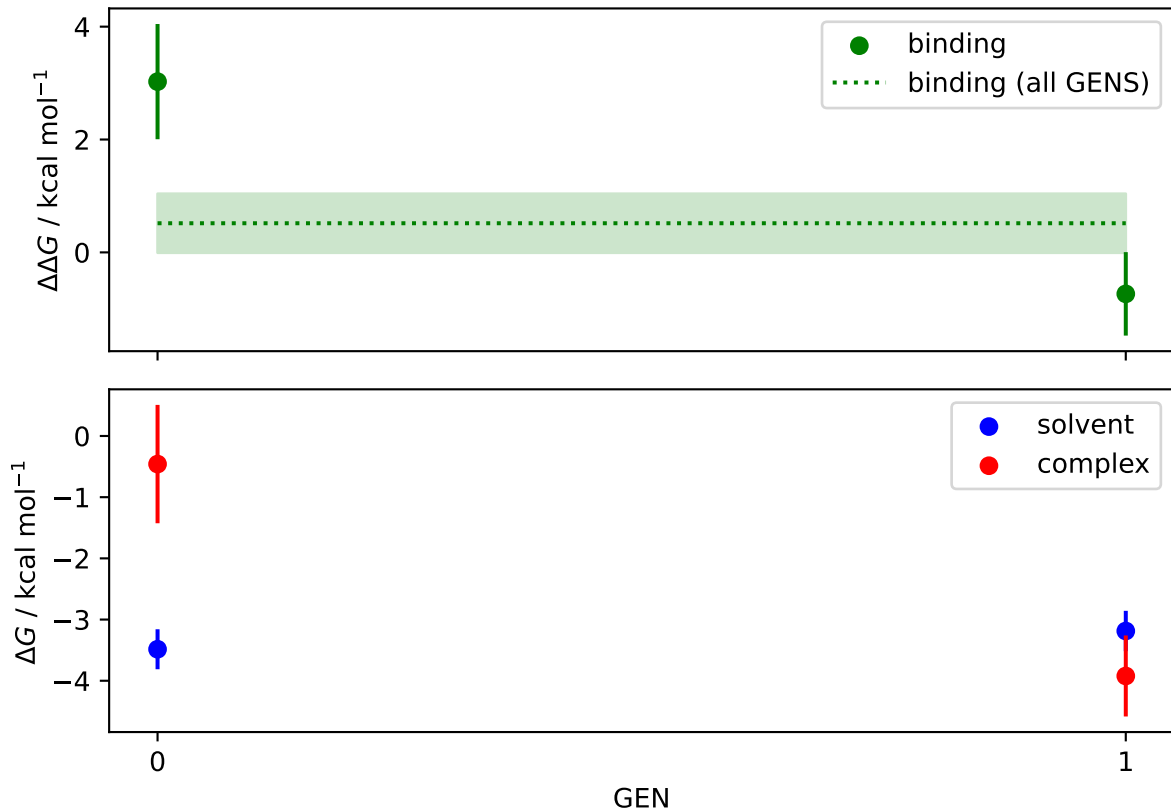 4
2
0
ΔΔG / kcal mol⁻¹
binding
binding (all GENS)
0
−1
−2
−3
−4
ΔG / kcal mol⁻¹
solvent
complex
0 1
GEN